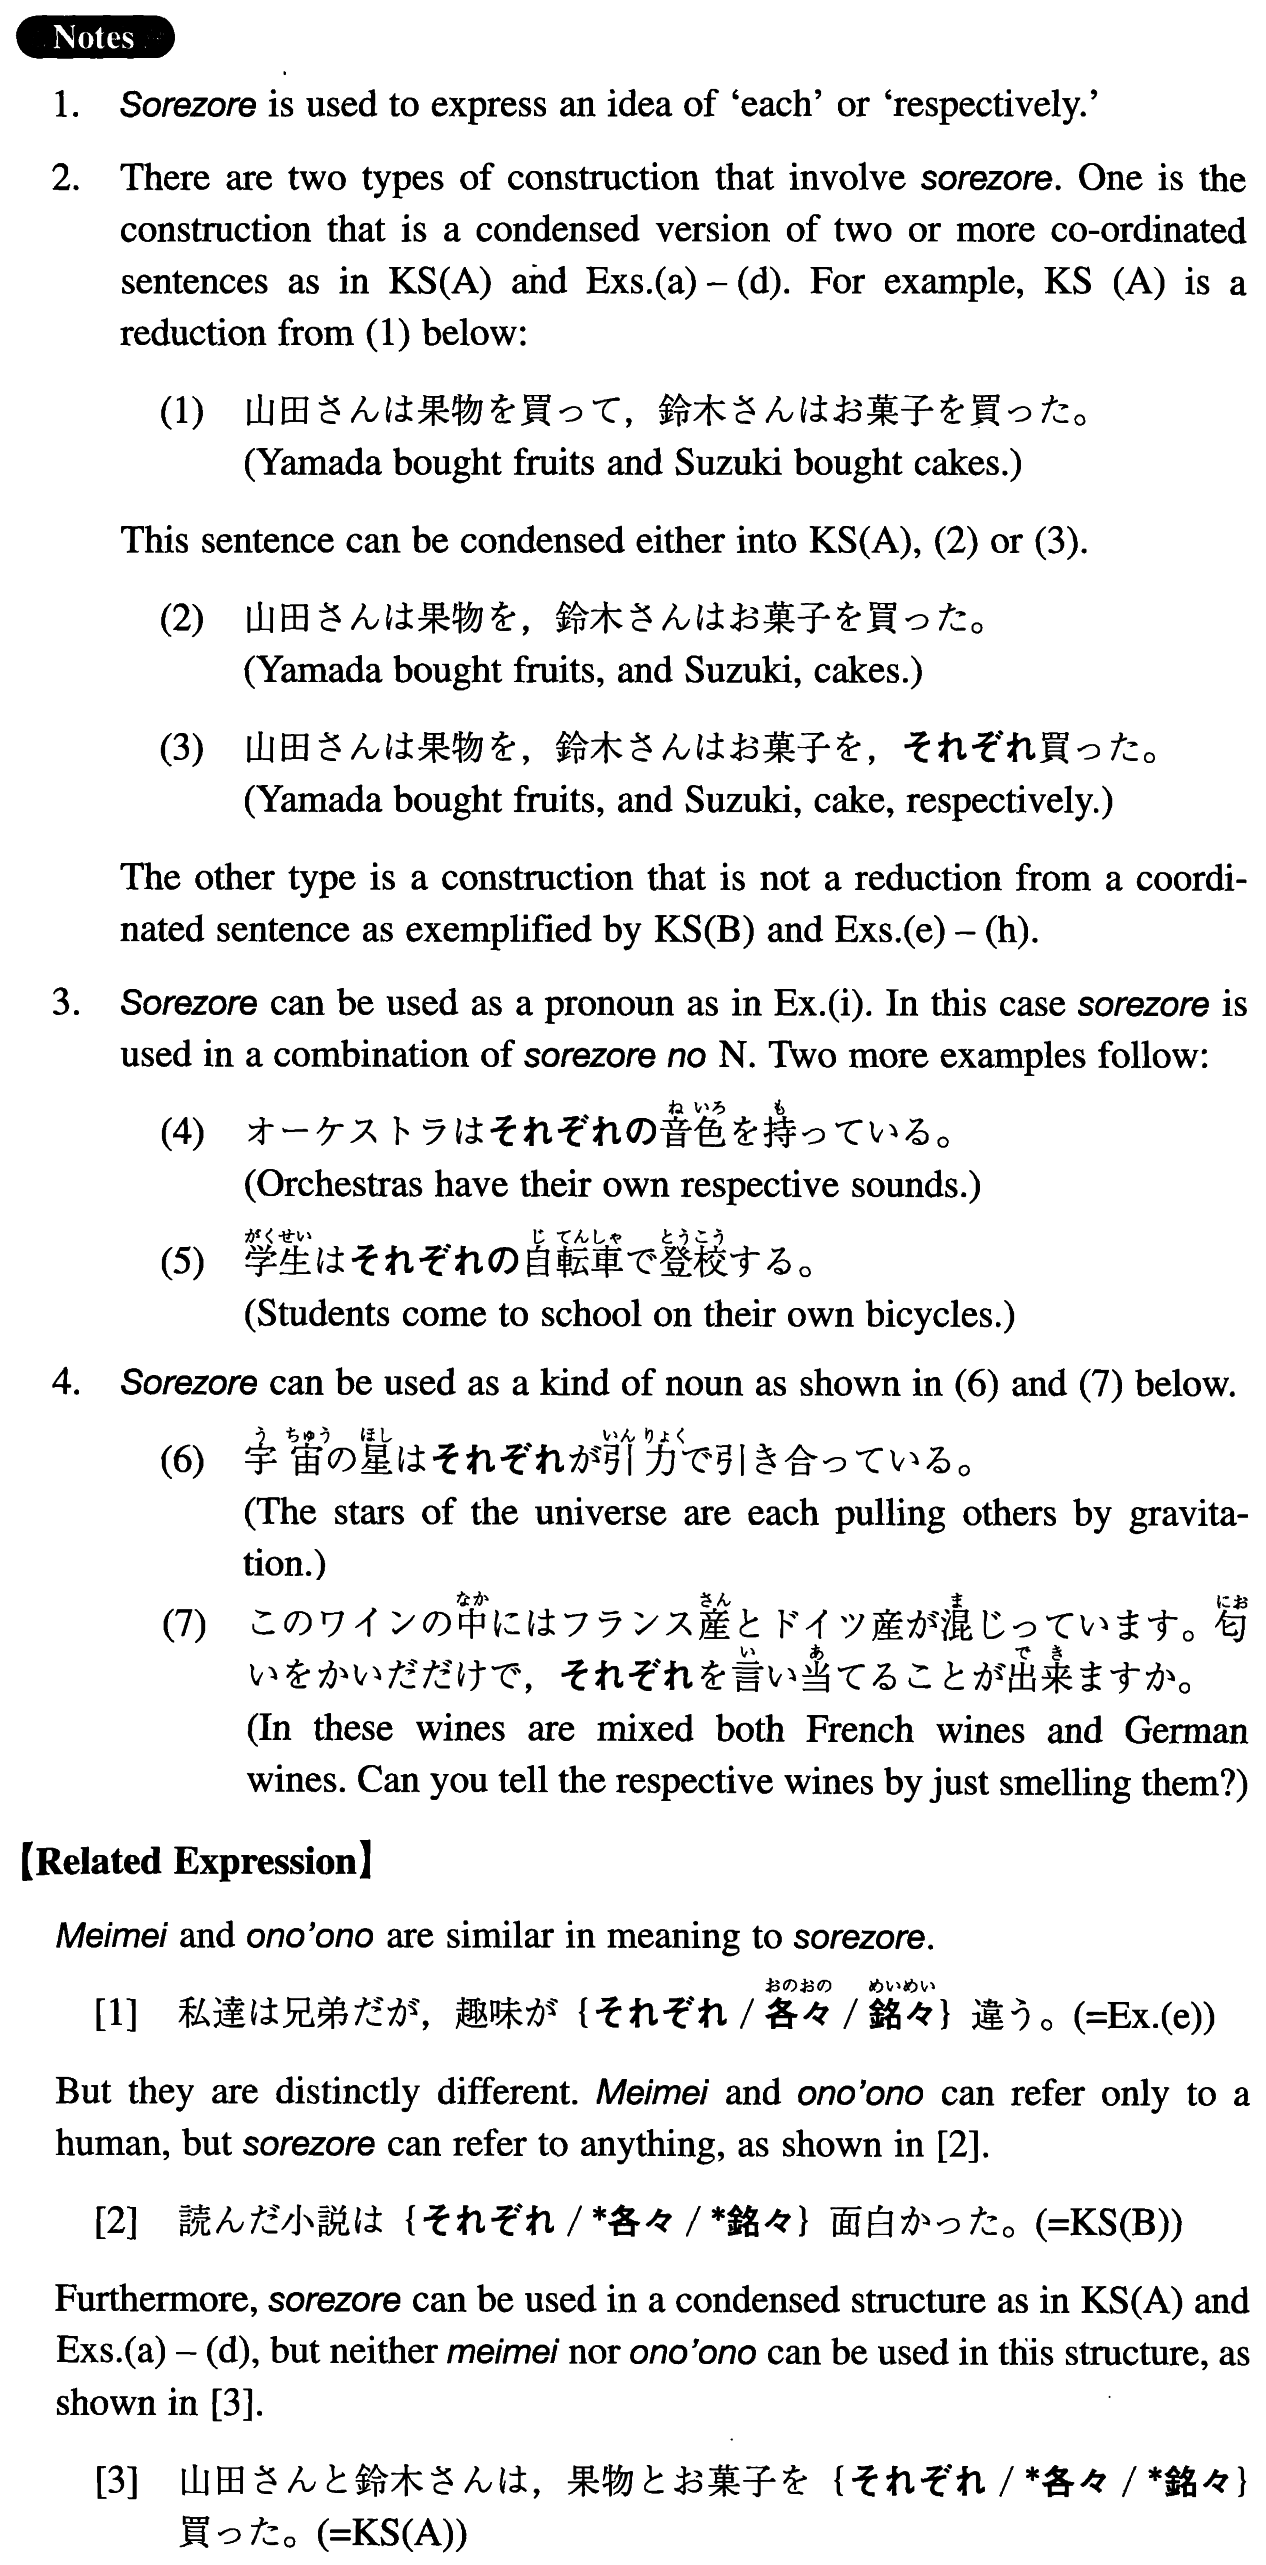 Notes
1. Sorezore is used to express an idea of ‘each’ or ‘respectively.’
2. There are two types of construction that involve sorezore. One is the
construction that is a condensed version of two or more co-ordinated
sentences as in KS(A) and Exs.(a) – (d). For example, KS (A) is a
reduction from (1) below:
(1) 山田さんは果物を買って，鈴木さんはお菓子を買った。
(Yamada bought fruits and Suzuki bought cakes.)
This sentence can be condensed either into KS(A), (2) or (3).
(2) 山田さんは果物を，鈴木さんはお菓子を買った。
(Yamada bought fruits, and Suzuki, cakes.)
(3) 山田さんは果物を，鈴木さんはお菓子を，それぞれ買った。
(Yamada bought fruits, and Suzuki, cake, respectively.)
The other type is a construction that is not a reduction from a coordi-
nated sentence as exemplified by KS(B) and Exs.(e) – (h).
3. Sorezore can be used as a pronoun as in Ex.(i). In this case sorezore is
used in a combination of sorezore no N. Two more examples follow:
ねいろ も
(4) オーケストラはそれぞれの音色を持っている。
(Orchestras have their own respective sounds.)
がくせい じてんしゃ とうこう
(5) 学生はそれぞれの自転車で登校する。
(Students come to school on their own bicycles.)
4. Sorezore can be used as a kind of noun as shown in (6) and (7) below.
うちゅう ほし いんりょく
(6) 宇宙の星はそれぞれが引力で引き合っている。
(The stars of the universe are each pulling others by gravita-
tion.)
なか さん ま にお
(7) このワインの中にはフランス産とドイツ産が混じっています。匂
い あ でき
いをかいだだけで，それぞれを言い当てることが出来ますか。
(In these wines are mixed both French wines and German
wines. Can you tell the respective wines by just smelling them?)
【Related Expression】
Meimei and ono’ono are similar in meaning to sorezore.
おのおの めいめい
[1] 私達は兄弟だが，趣味が {それぞれ / 各々 / 銘々} 違う。(=Ex.(e))
But they are distinctly different. Meimei and ono’ono can refer only to a
human, but sorezore can refer to anything, as shown in [2].
[2] 読んだ小説は {それぞれ / *各々 / *銘々} 面白かった。(=KS(B))
Furthermore, sorezore can be used in a condensed structure as in KS(A) and
Exs.(a) – (d), but neither meimei nor ono’ono can be used in this structure, as
shown in [3].
[3] 山田さんと鈴木さんは，果物とお菓子を {それぞれ / *各々 / *銘々}
買った。(=KS(A))